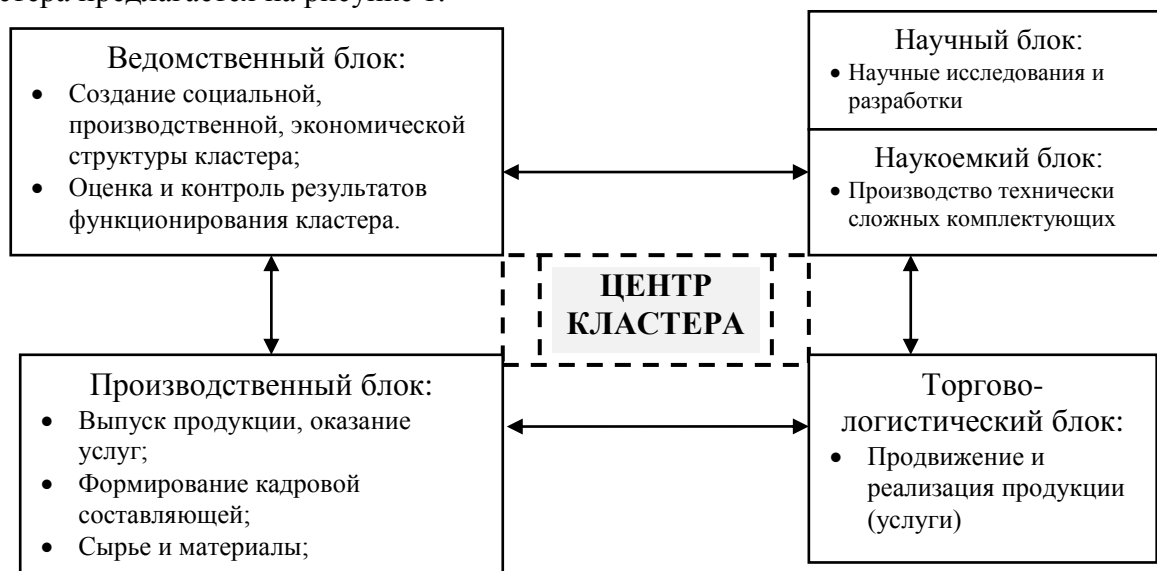 стера предлагается на рисунке 1.
Ведомственный блок:
• Создание социальной,
производственной, экономической
структуры кластера;
• Оценка и контроль результатов
функционирования кластера.
Научный блок:
• Научные исследования и
разработки
Наукоемкий блок:
• Производство технически
сложных комплектующих
ЦЕНТР
КЛАСТЕРА
Производственный блок:
• Выпуск продукции, оказание
услуг;
• Формирование кадровой
составляющей;
• Сырье и материалы;
Торгово-
логистический блок:
• Продвижение и
реализация продукции
(услуги)